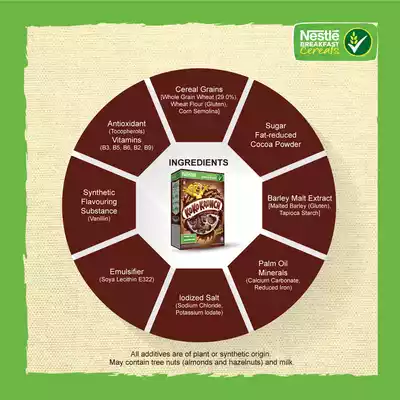 Nestlé
BREAKFAST
Cereals
Cereal Grains
[Whole Grain Wheat (29.0%),
Wheat Flour (Gluten),
Corn Semolina]
Sugar
Fat-reduced
Cocoa Powder
Barley Malt Extract
[Malted Barley (Gluten),
Tapioca Starch]
Palm Oil
Minerals
(Calcium Carbonate,
Reduced Iron)
Iodized Salt
(Sodium Chloride,
Potassium Iodate)
Emulsifier
(Soya Lecithin E322)
Synthetic
Flavouring
Substance
(Vanillin)
Antioxidant
(Tocopherols)
Vitamins
(B3, B5, B6, B2, B9)
INGREDIENTS
Nestlé
KOKO KRUNCH
All additives are of plant or synthetic origin.
May contain tree nuts (almonds and hazelnuts) and milk.